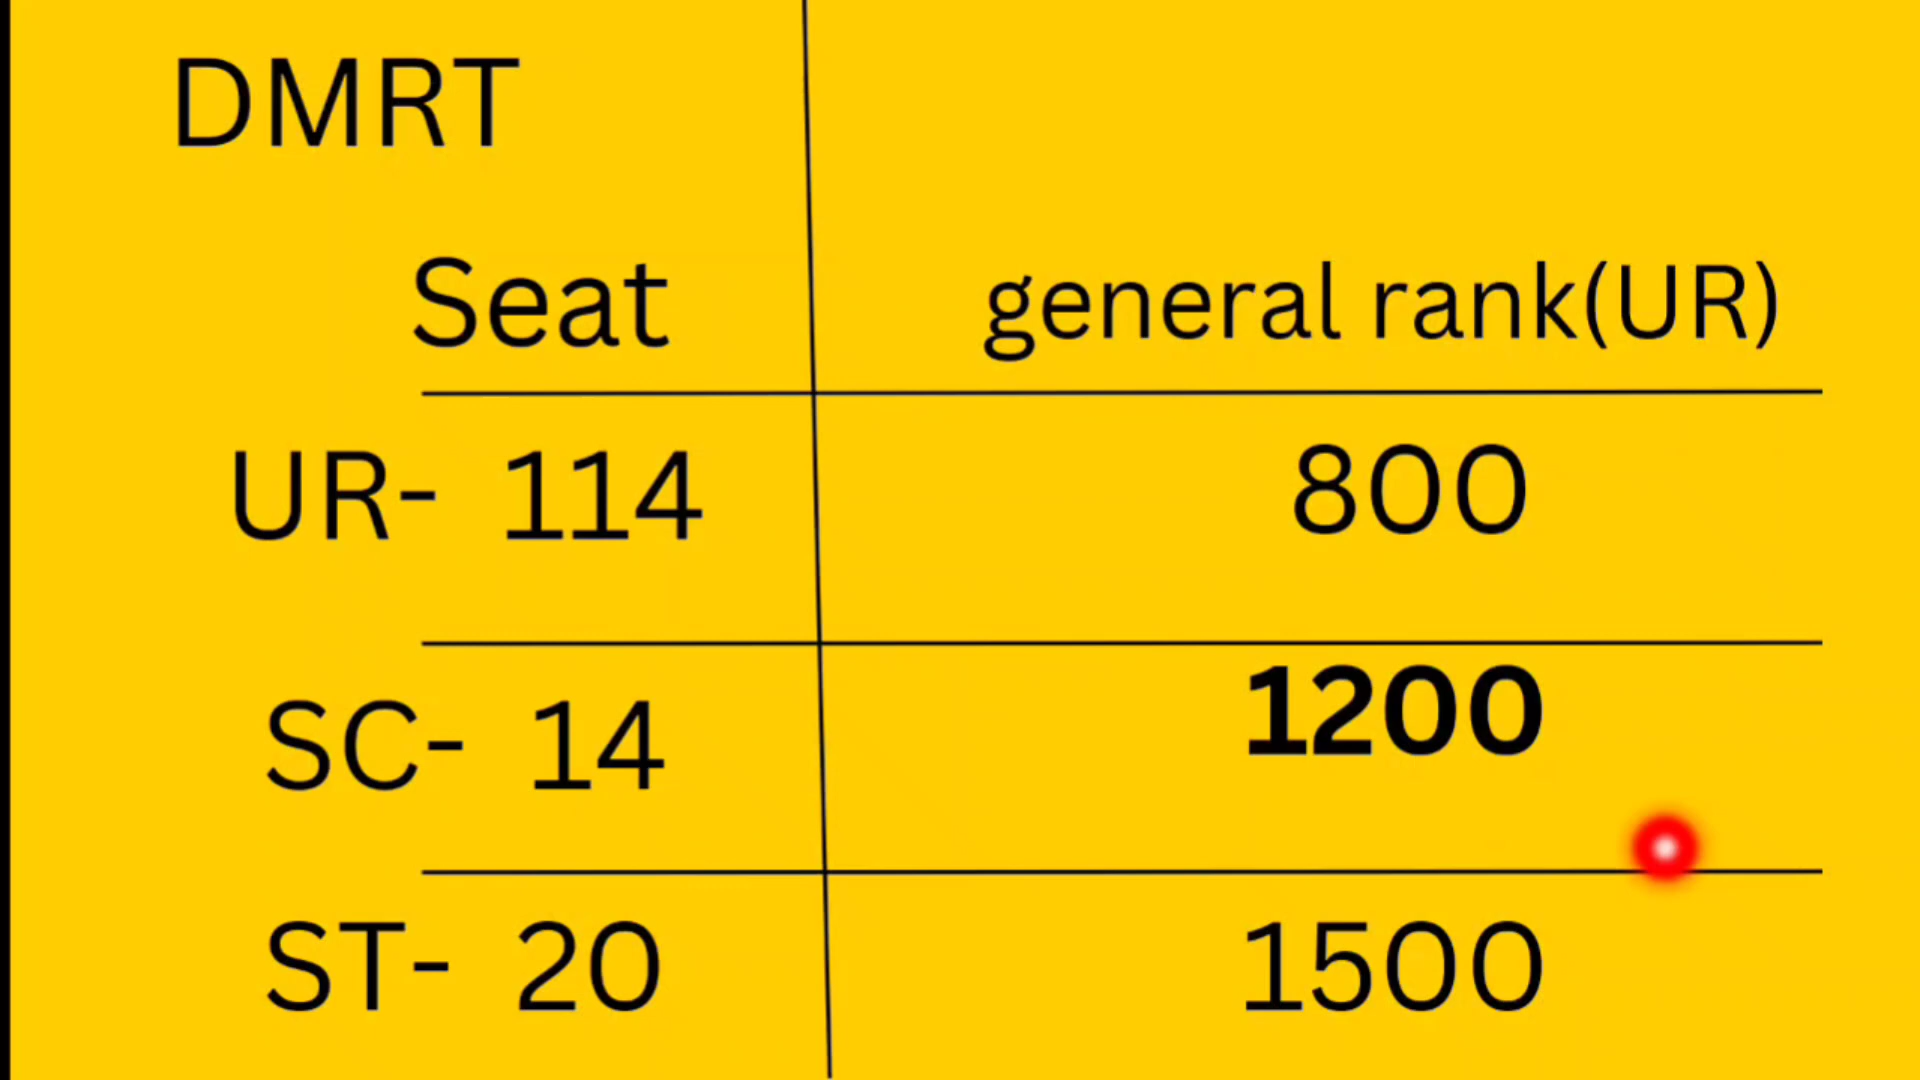 DMRT
Seat general rank(UR)
UR- 114 800
SC- 14 1200
ST- 20 1500